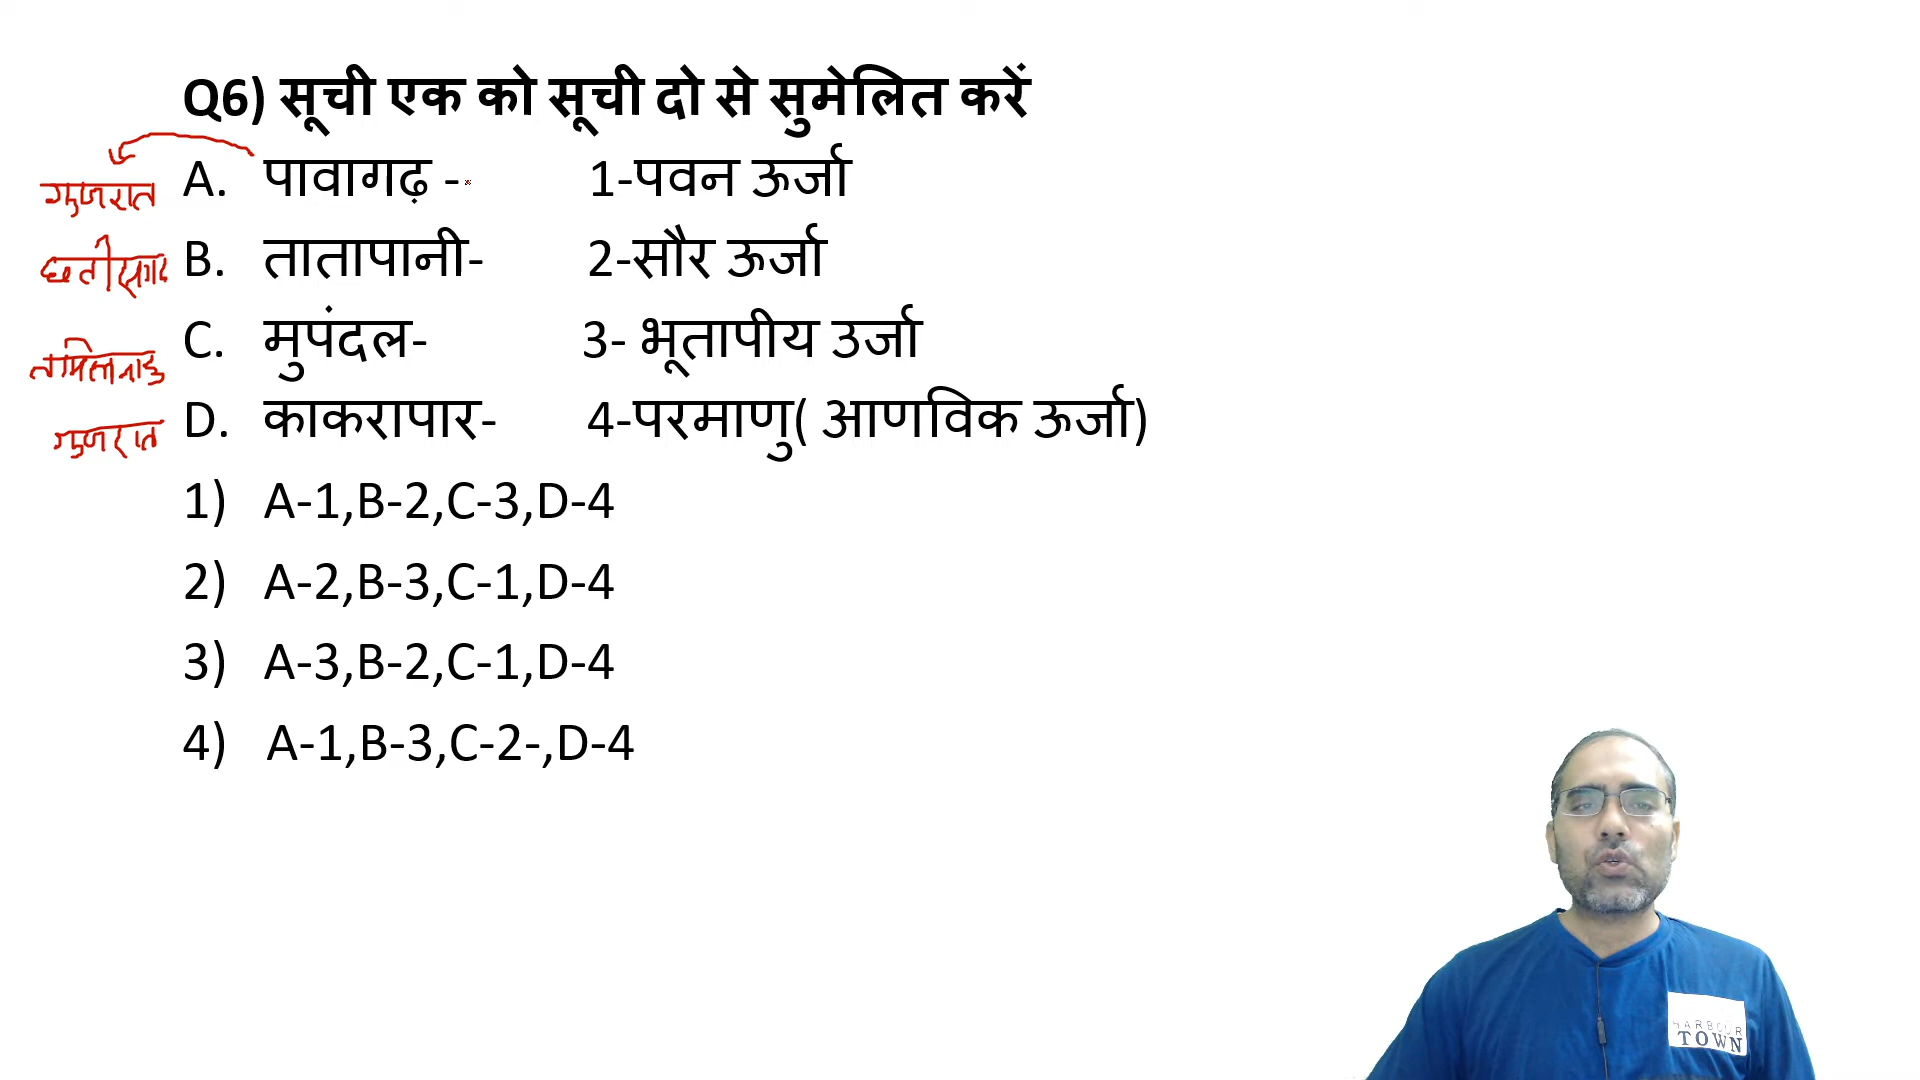 Q6) सूची एक को सूची दो से सुमेलित करें
गुजरात A. पावागढ़ - 1-पवन ऊर्जा
छत्तीसगढ़ B. तातापानी- 2-सौर ऊर्जा
तमिलनाडु C. मुपंदल- 3- भूतापीय उर्जा
गुजरात D. काकरापार- 4-परमाणु( आणविक ऊर्जा)
1) A-1,B-2,C-3,D-4
2) A-2,B-3,C-1,D-4
3) A-3,B-2,C-1,D-4
4) A-1,B-3,C-2-,D-4
HARBOUR
TOWN